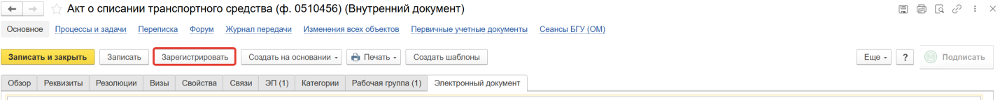 Акт о списании транспортного средства (ф. 0510456) (Внутренний документ)
Основное Процессы и задачи Переписка Форум Журнал передачи Изменения всех объектов Первичные учетные документы Сеансы БГУ (ОМ)
Записать и закрыть Записать Зарегистрировать Создать на основании Печать Создать шаблоны Еще ? Подписать
Обзор Реквизиты Резолюции Визы Свойства Связи ЭП (1) Категории Рабочая группа (1) Электронный документ